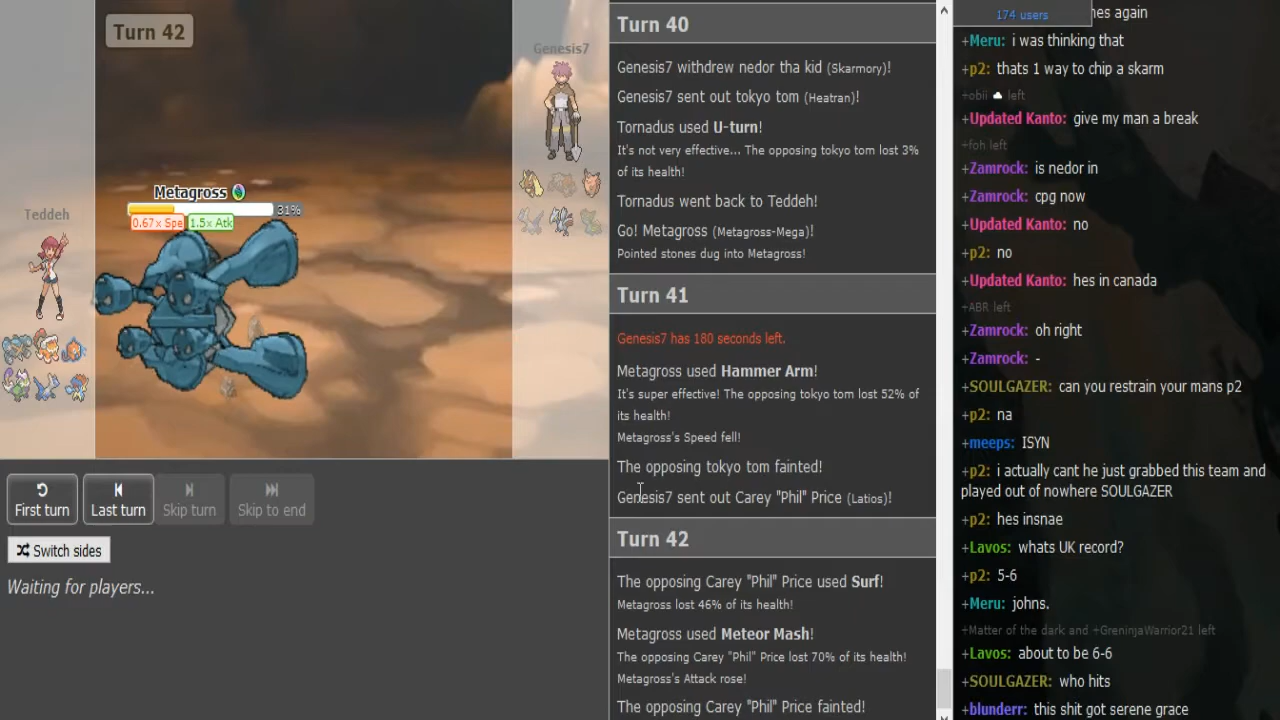 Turn 42
Genesis7
Metagross
31%
0.67x Spe 1.5x Atk
Teddeh
First turn
Last turn
Skip turn
Skip to end
Switch sides
Waiting for players...
Turn 40
Genesis7 withdrew nedor tha kid (Skarmory)!
Genesis7 sent out tokyo tom (Heatran)!
Tornadus used U-turn!
It's not very effective... The opposing tokyo tom lost 3%
of its health!
Tornadus went back to Teddeh!
Go! Metagross (Metagross-Mega)!
Pointed stones dug into Metagross!
Turn 41
Genesis7 has 180 seconds left.
Metagross used Hammer Arm!
It's super effective! The opposing tokyo tom lost 52% of
its health!
Metagross's Speed fell!
The opposing tokyo tom fainted!
Genesis7 sent out Carey "Phil" Price (Latios)!
Turn 42
The opposing Carey "Phil" Price used Surf!
Metagross lost 46% of its health!
Metagross used Meteor Mash!
The opposing Carey "Phil" Price lost 70% of its health!
Metagross's Attack rose!
The opposing Carey "Phil" Price fainted!
174 users
hes again
+Meru: i was thinking that
+p2: thats 1 way to chip a skarm
+obii ☁ left
+Updated Kanto: give my man a break
+foh left
+Zamrock: is nedor in
+Zamrock: cpg now
+Updated Kanto: no
+p2: no
+Updated Kanto: hes in canada
+ABR left
+Zamrock: oh right
+Zamrock: -
+SOULGAZER: can you restrain your mans p2
+p2: na
+meeps: ISYN
+p2: i actually cant he just grabbed this team and
played out of nowhere SOULGAZER
+p2: hes insnae
+Lavos: whats UK record?
+p2: 5-6
+Meru: johns.
+Matter of the dark and +GreninjaWarrior21 left
+Lavos: about to be 6-6
+SOULGAZER: who hits
+blunderr: this shit got serene grace